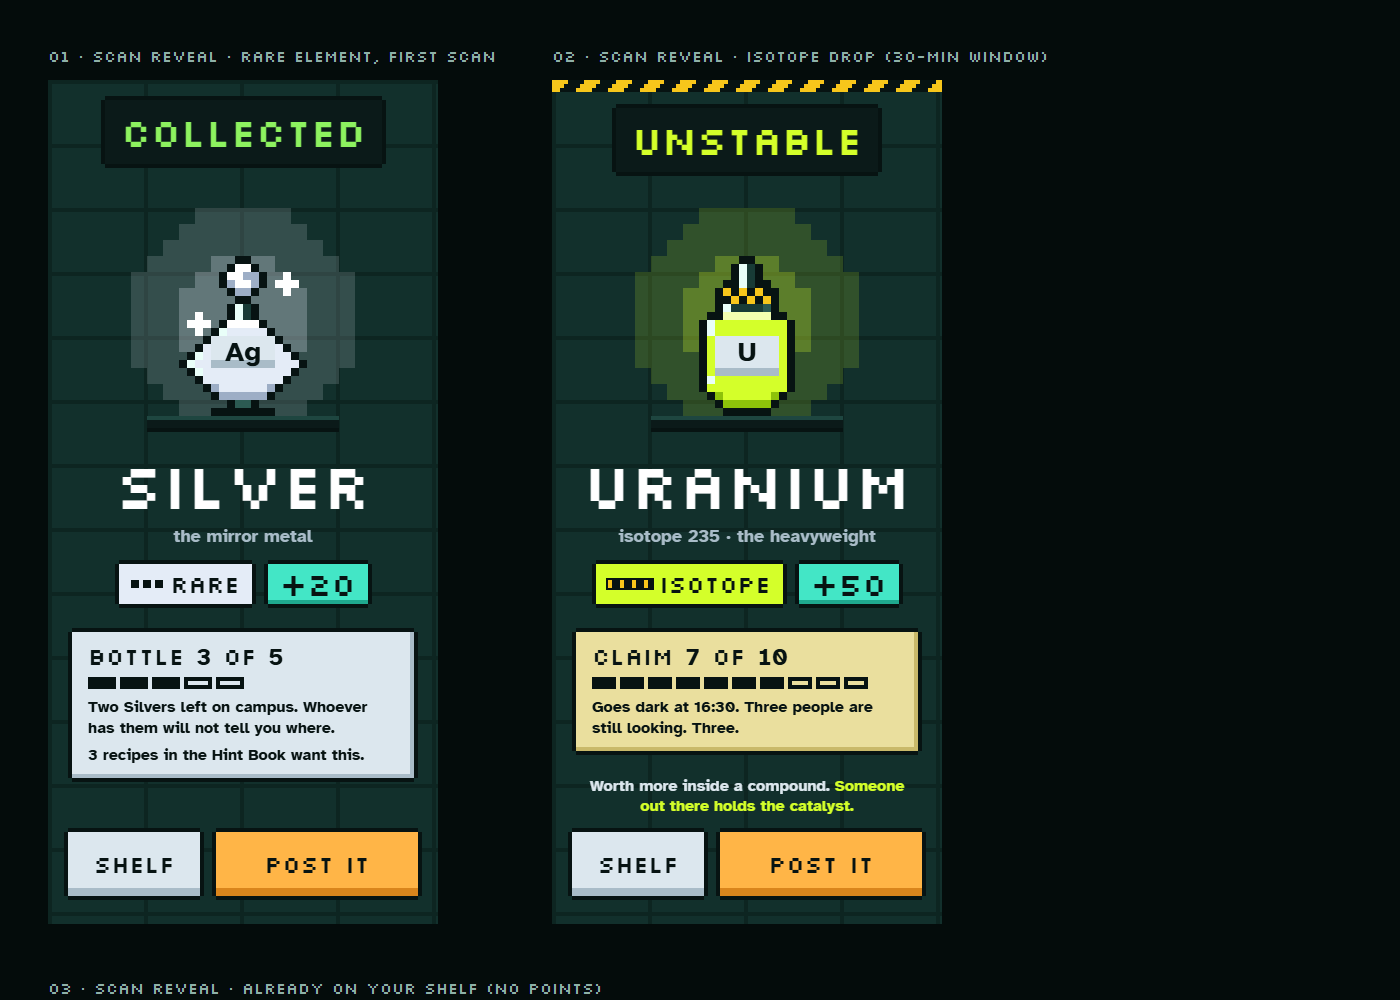 01 · SCAN REVEAL · RARE ELEMENT, FIRST SCAN
COLLECTED
Ag
SILVER
the mirror metal
RARE
+20
BOTTLE 3 OF 5
Two Silvers left on campus. Whoever
has them will not tell you where.
3 recipes in the Hint Book want this.
SHELF
POST IT
02 · SCAN REVEAL · ISOTOPE DROP (30-MIN WINDOW)
UNSTABLE
U
URANIUM
isotope 235 · the heavyweight
ISOTOPE
+50
CLAIM 7 OF 10
Goes dark at 16:30. Three people are
still looking. Three.
Worth more inside a compound. Someone
out there holds the catalyst.
SHELF
POST IT
03 · SCAN REVEAL · ALREADY ON YOUR SHELF (NO POINTS)